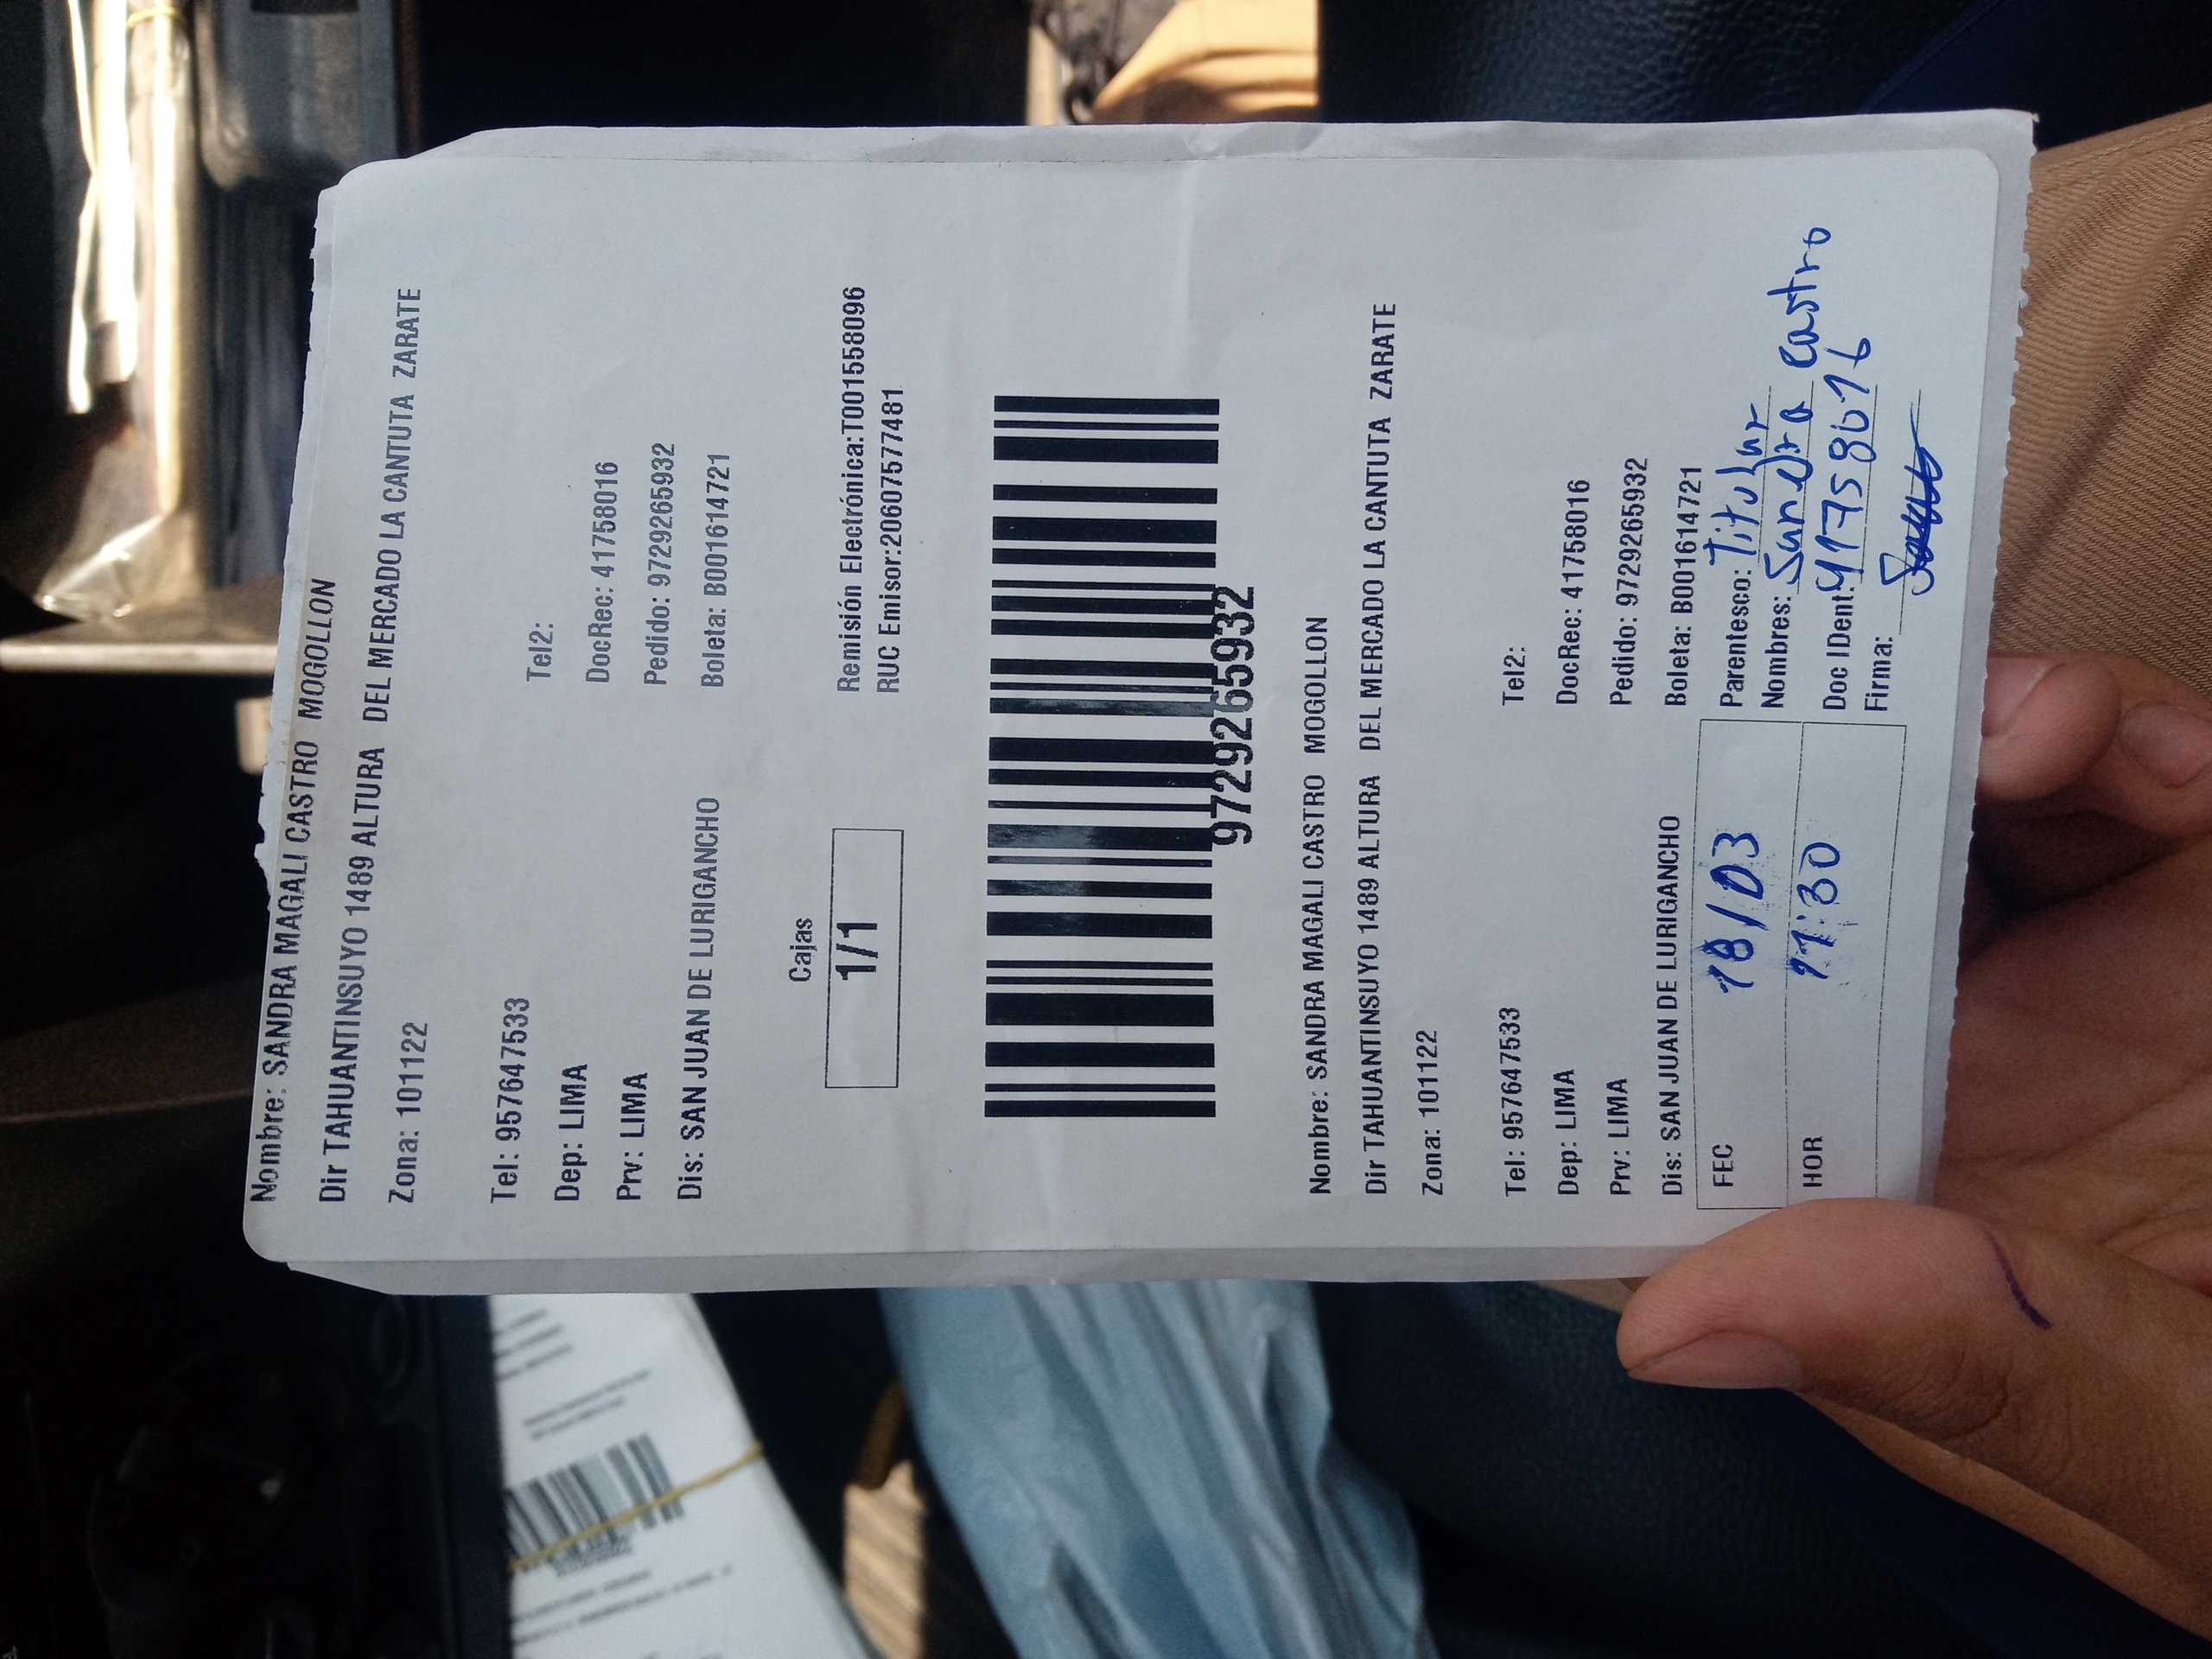 Nombre: SANDRA MAGALI CASTRO MOGOLLON
Dir TAHUANTINSUYO 1489 ALTURA DEL MERCADO LA CANTUTA ZARATE
Zona: 101122
Tel: 957647533 Tel2:
Dep: LIMA DocRec: 41758016
Prv: LIMA Pedido: 9729265932
Dis: SAN JUAN DE LURIGANCHO Boleta: B001614721
Cajas
1/1
Remisión Electrónica:T001558096
RUC Emisor:20607577481
9729265932
Nombre: SANDRA MAGALI CASTRO MOGOLLON
Dir TAHUANTINSUYO 1489 ALTURA DEL MERCADO LA CANTUTA ZARATE
Zona: 101122
Tel: 957647533 Tel2:
Dep: LIMA DocRec: 41758016
Prv: LIMA Pedido: 9729265932
Dis: SAN JUAN DE LURIGANCHO Boleta: B001614721
FEC 18/03 Parentesco: Titular
Nombres: Sandra Castro
HOR 11:30 Doc IDent: 41758016
Firma: